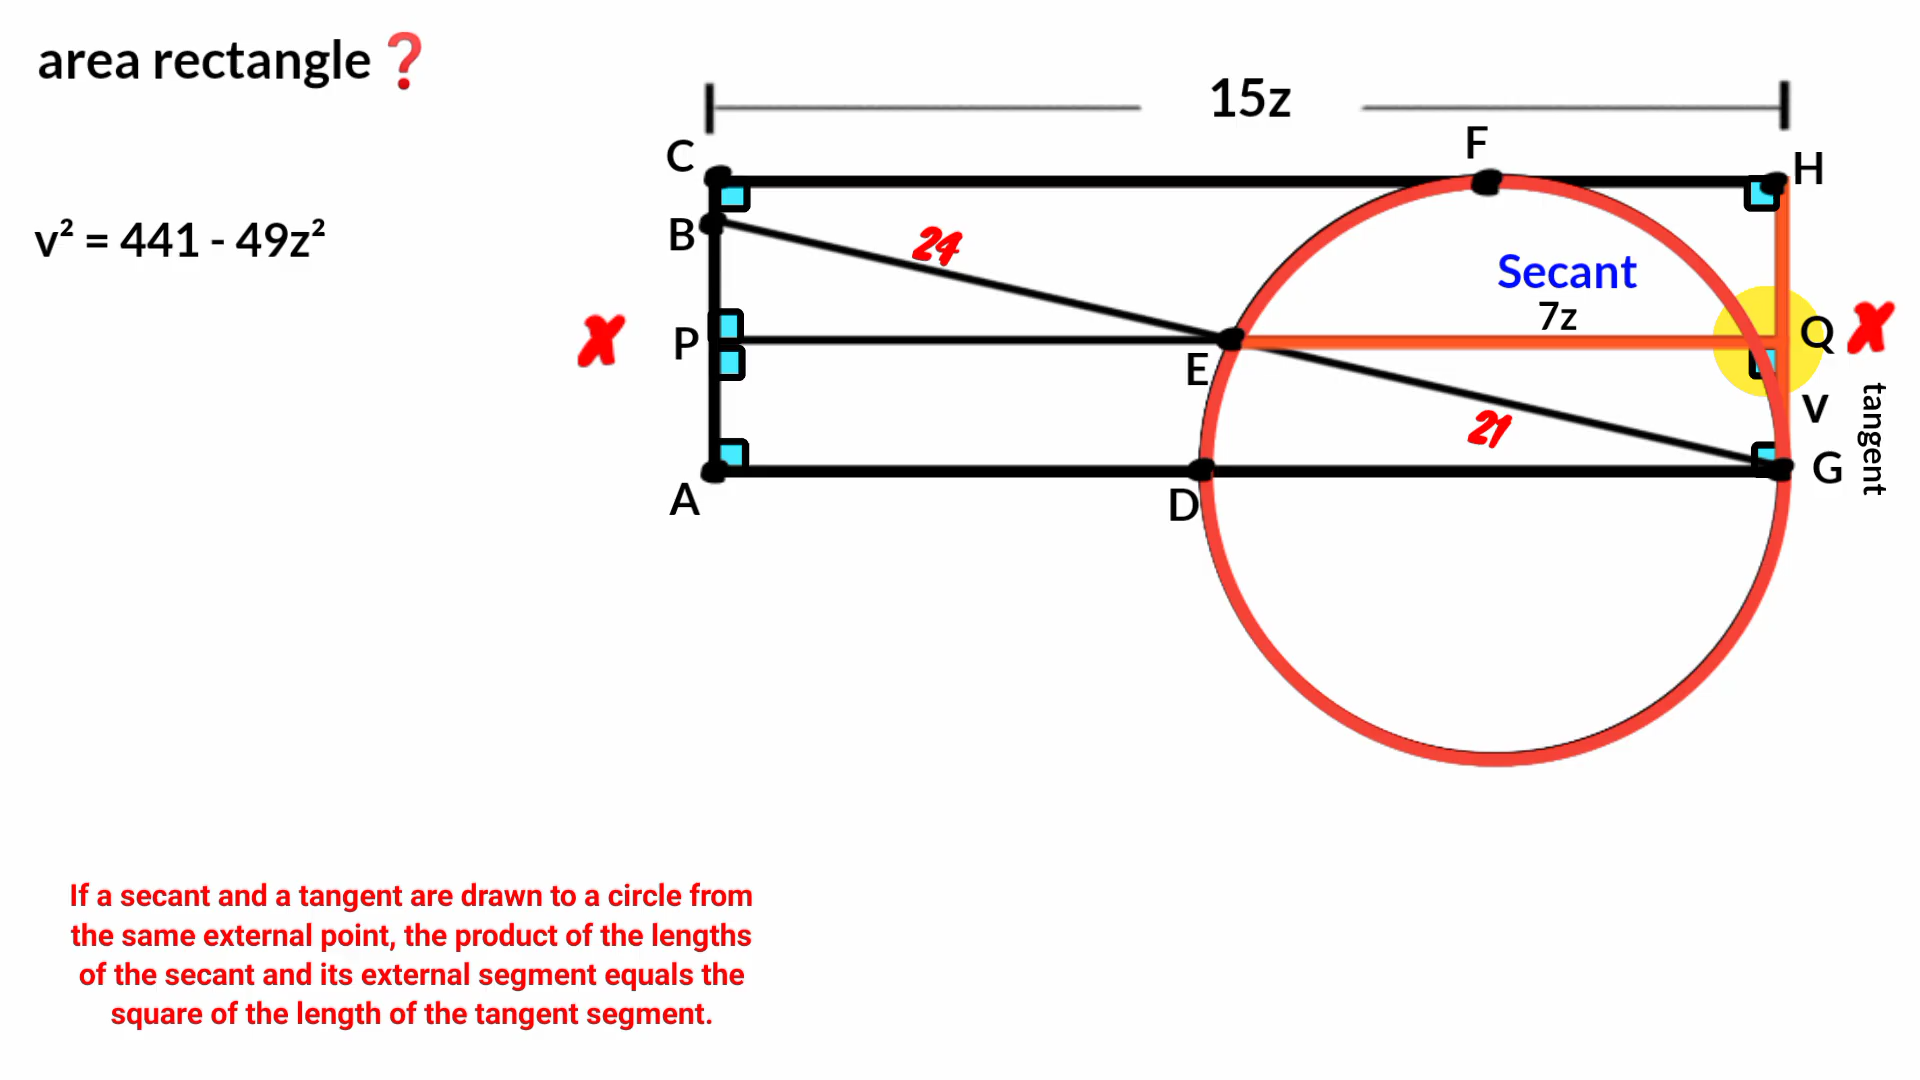 area rectangle❓
15z
C
F
H
v² = 441 - 49z²
B
24
Secant
7z
X
P
E
Q
X
V
tangent
21
A
D
G
If a secant and a tangent are drawn to a circle from
the same external point, the product of the lengths
of the secant and its external segment equals the
square of the length of the tangent segment.